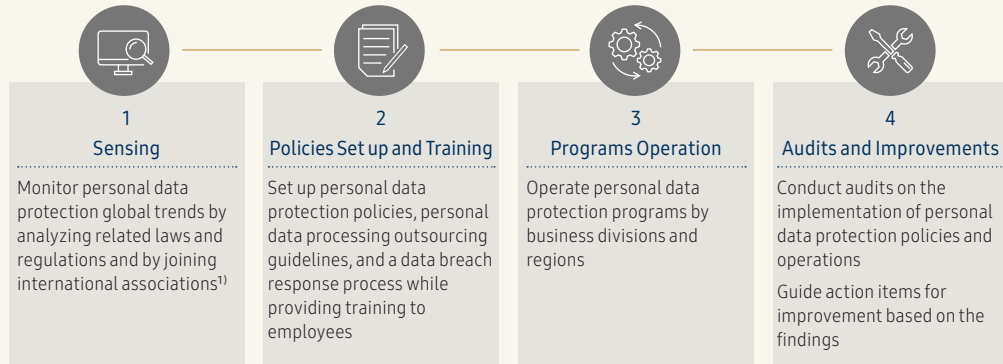 1
Sensing
Monitor personal data
protection global trends by
analyzing related laws and
regulations and by joining
international associations¹⁾
2
Policies Set up and Training
Set up personal data
protection policies, personal
data processing outsourcing
guidelines, and a data breach
response process while
providing training to
employees
3
Programs Operation
Operate personal data
protection programs by
business divisions and
regions
4
Audits and Improvements
Conduct audits on the
implementation of personal
data protection policies and
operations
Guide action items for
improvement based on the
findings